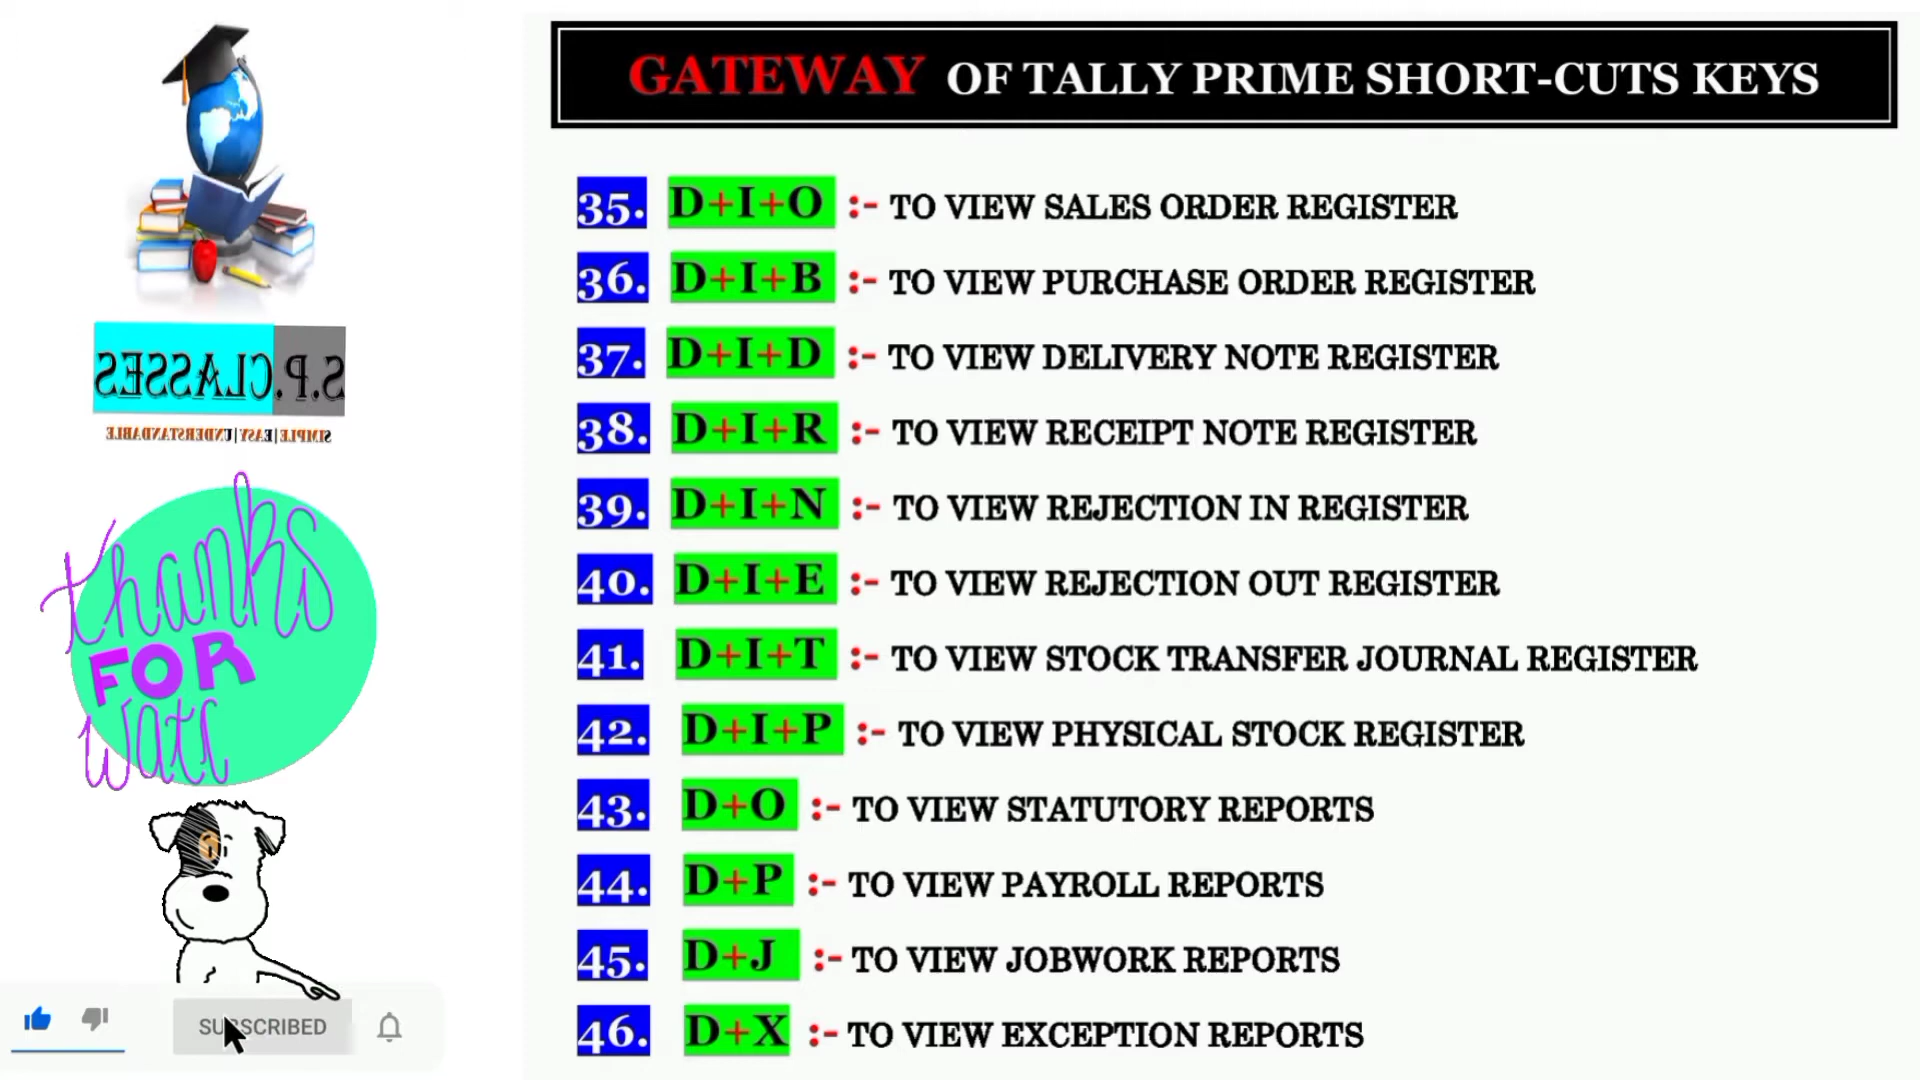 GATEWAY OF TALLY PRIME SHORT-CUTS KEYS
35. D+I+O :- TO VIEW SALES ORDER REGISTER
36. D+I+B :- TO VIEW PURCHASE ORDER REGISTER
37. D+I+D :- TO VIEW DELIVERY NOTE REGISTER
38. D+I+R :- TO VIEW RECEIPT NOTE REGISTER
39. D+I+N :- TO VIEW REJECTION IN REGISTER
40. D+I+E :- TO VIEW REJECTION OUT REGISTER
41. D+I+T :- TO VIEW STOCK TRANSFER JOURNAL REGISTER
42. D+I+P :- TO VIEW PHYSICAL STOCK REGISTER
43. D+O :- TO VIEW STATUTORY REPORTS
44. D+P :- TO VIEW PAYROLL REPORTS
45. D+J :- TO VIEW JOBWORK REPORTS
46. D+X :- TO VIEW EXCEPTION REPORTS
S.P.CLASSES
SIMPLE|EASY|UNDERSTANDABLE
thanks
FOR
SUBSCRIBED